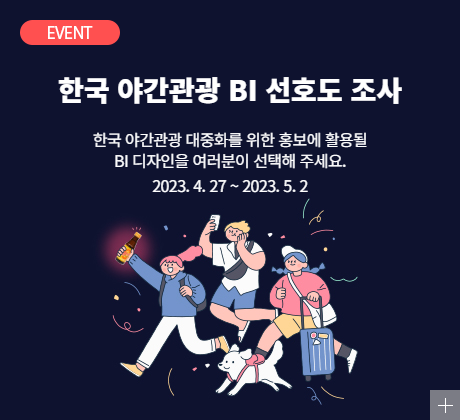 EVENT
한국 야간관광 BI 선호도 조사
한국 야간관광 대중화를 위한 홍보에 활용될
BI 디자인을 여러분이 선택해 주세요.
2023. 4. 27 ~ 2023. 5. 2